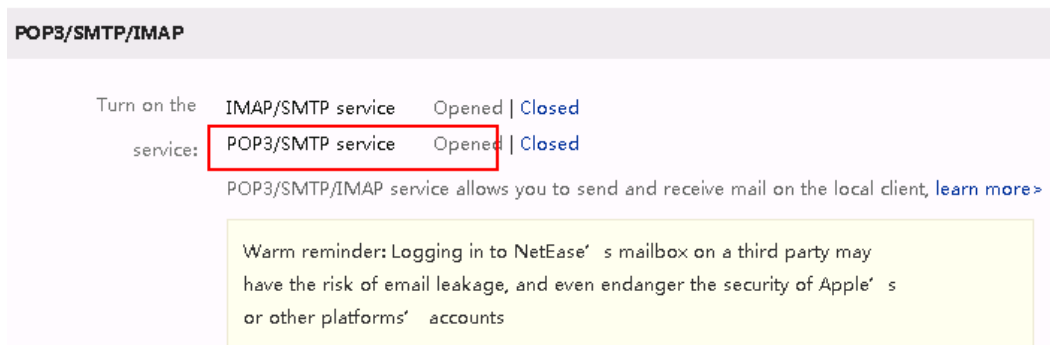 POP3/SMTP/IMAP
Turn on the service:
IMAP/SMTP service Opened | Closed
POP3/SMTP service Opened | Closed
POP3/SMTP/IMAP service allows you to send and receive mail on the local client, learn more>
Warm reminder: Logging in to NetEase’ s mailbox on a third party may
have the risk of email leakage, and even endanger the security of Apple’ s
or other platforms’ accounts